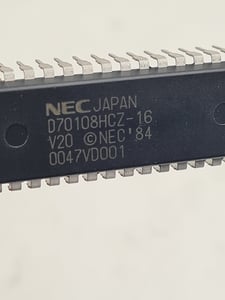 NEC JAPAN
D70108HCZ-16
V20 ©NEC'84
0047VD001